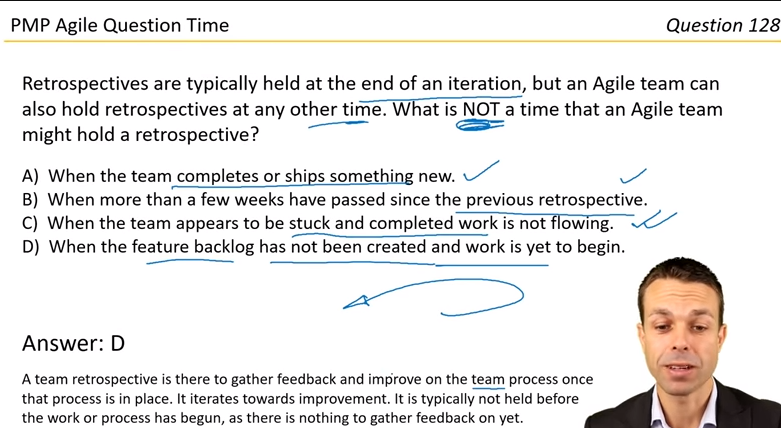 PMP Agile Question Time
Question 128
Retrospectives are typically held at the end of an iteration, but an Agile team can
also hold retrospectives at any other time. What is NOT a time that an Agile team
might hold a retrospective?
A) When the team completes or ships something new.
B) When more than a few weeks have passed since the previous retrospective.
C) When the team appears to be stuck and completed work is not flowing.
D) When the feature backlog has not been created and work is yet to begin.
Answer: D
A team retrospective is there to gather feedback and improve on the team process once
that process is in place. It iterates towards improvement. It is typically not held before
the work or process has begun, as there is nothing to gather feedback on yet.